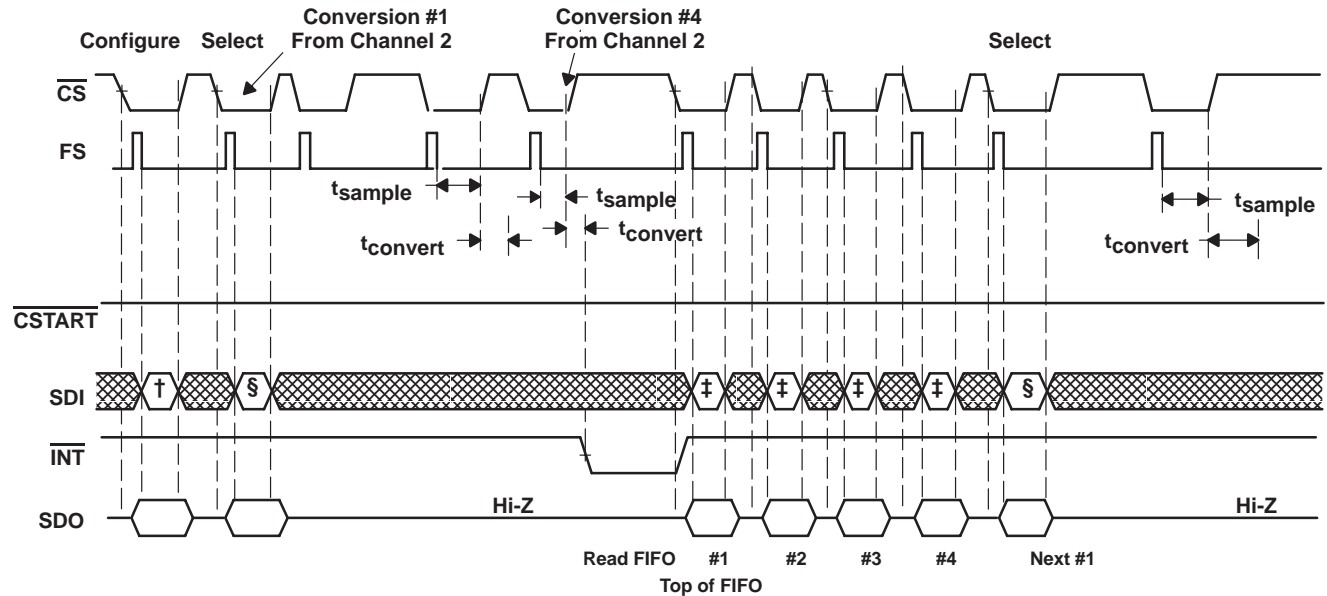 Conversion #1
From Channel 2
Conversion #4
From Channel 2
Configure
Select
Select
CS
FS
tsample
tsample
tsample
tconvert
tconvert
tconvert
CSTART
SDI
†
§
‡
‡
‡
‡
§
INT
SDO
Hi-Z
Hi-Z
Read FIFO
#1
#2
#3
#4
Next #1
Top of FIFO